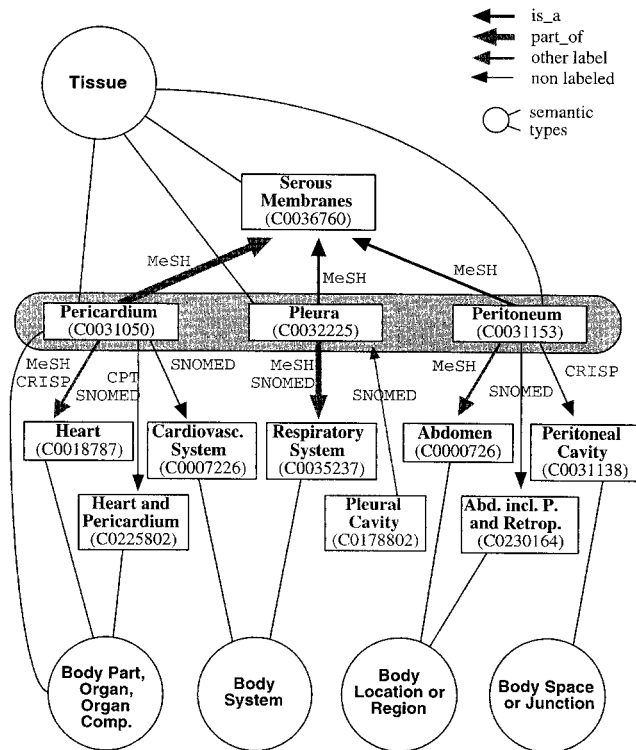 is_a
part_of
other label
non labeled
semantic
types
Tissue
Serous
Membranes
(C0036760)
MeSH
MeSH
MeSH
Pericardium
(C0031050)
Pleura
(C0032225)
Peritoneum
(C0031153)
MeSH
CRISP
CPT
SNOMED
SNOMED
MeSH
SNOMED
SNOMED
MeSH
SNOMED
CRISP
Heart
(C0018787)
Cardiovasc.
System
(C0007226)
Respiratory
System
(C0035237)
Abdomen
(C0000726)
Peritoneal
Cavity
(C0031138)
Heart and
Pericardium
(C0225802)
Pleural
Cavity
(C0178802)
Abd. incl. P.
and Retrop.
(C0230164)
Body Part,
Organ,
Organ
Comp.
Body
System
Body
Location or
Region
Body Space
or Junction